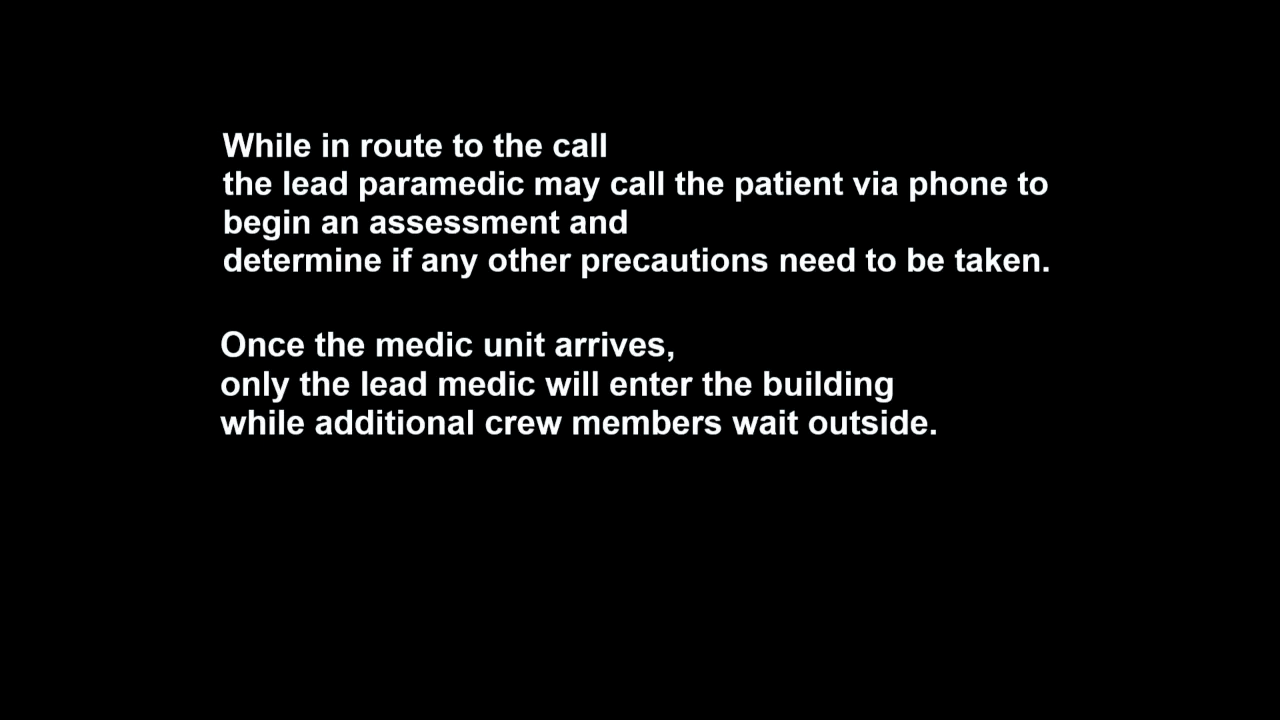 While in route to the call
the lead paramedic may call the patient via phone to
begin an assessment and
determine if any other precautions need to be taken.
Once the medic unit arrives,
only the lead medic will enter the building
while additional crew members wait outside.